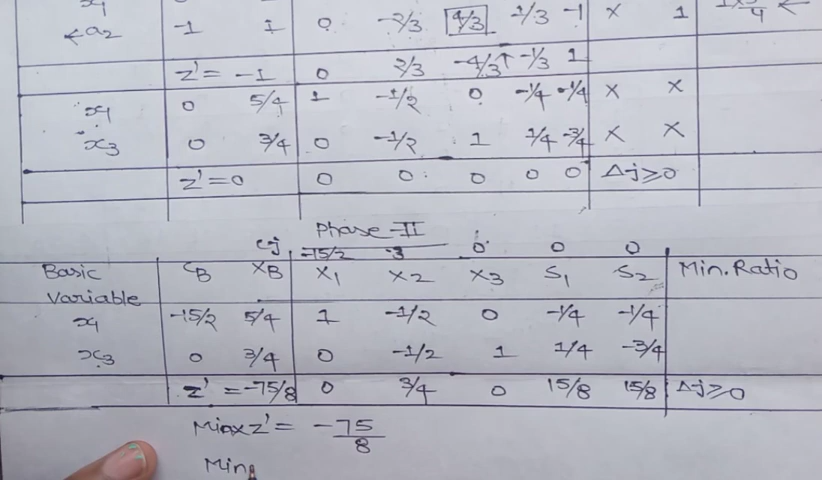 x1
←a2 -1 1 0 -2/3 4/3 -1/3 -1 × 1 ←
z' = -1 0 2/3 -4/3↑ -1/3 1
x1 0 5/4 1 -1/2 0 -1/4 -1/4 × ×
x3 0 3/4 0 -1/2 1 1/4 -3/4 × ×
z'=0 0 0 0 0 0 Δj≥0
Phase-II
cj -15/2 3 0 0 0
Basic Variable CB XB X1 X2 X3 S1 S2 Min. Ratio
x1 -15/2 5/4 1 -1/2 0 -1/4 -1/4
x3 0 3/4 0 -1/2 1 1/4 -3/4
z' = -75/8 0 3/4 0 15/8 15/8 Δj≥0
z' = -75/8
Min